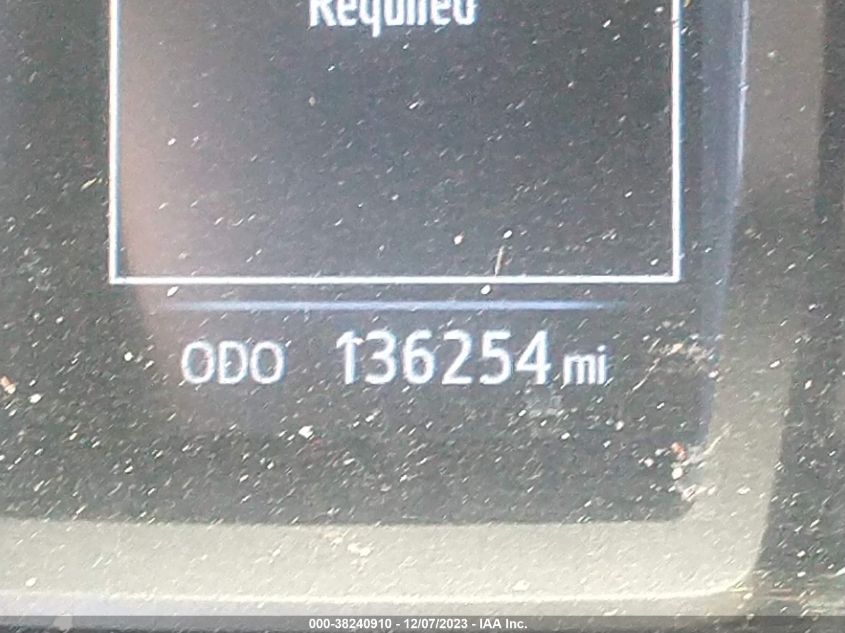 Required
ODO 136254 mi
000-38240910 - 12/07/2023 - IAA Inc.